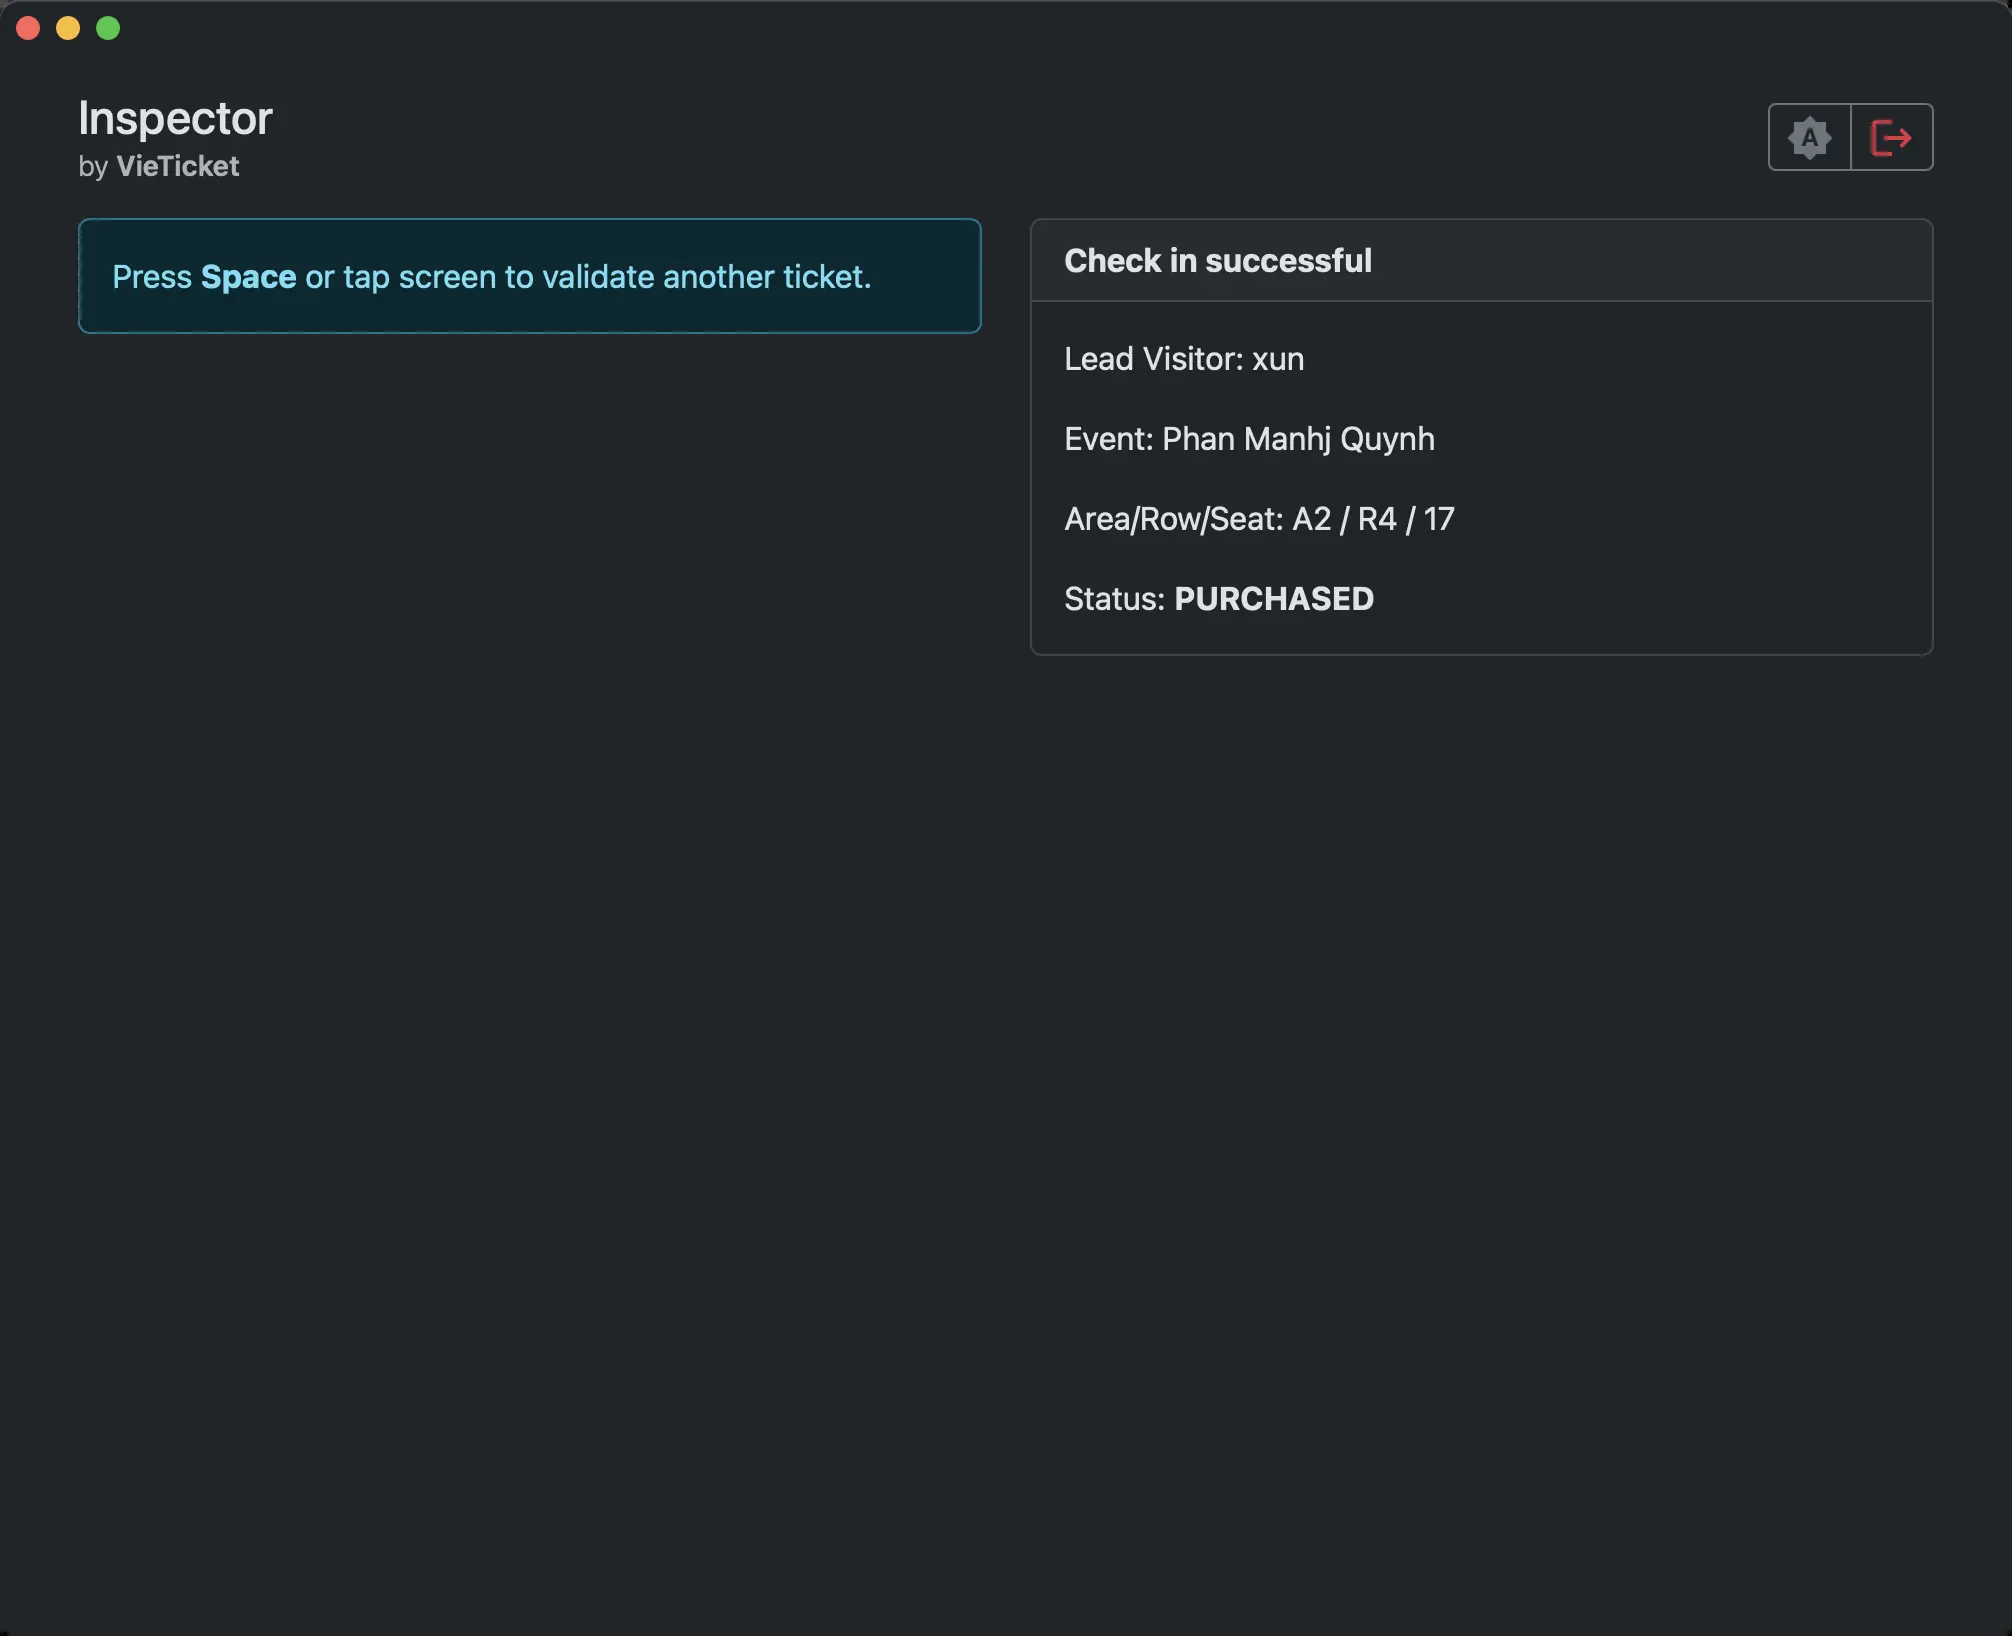 Inspector
by VieTicket
A
Press Space or tap screen to validate another ticket.
Check in successful
Lead Visitor: xun
Event: Phan Manhj Quynh
Area/Row/Seat: A2 / R4 / 17
Status: PURCHASED